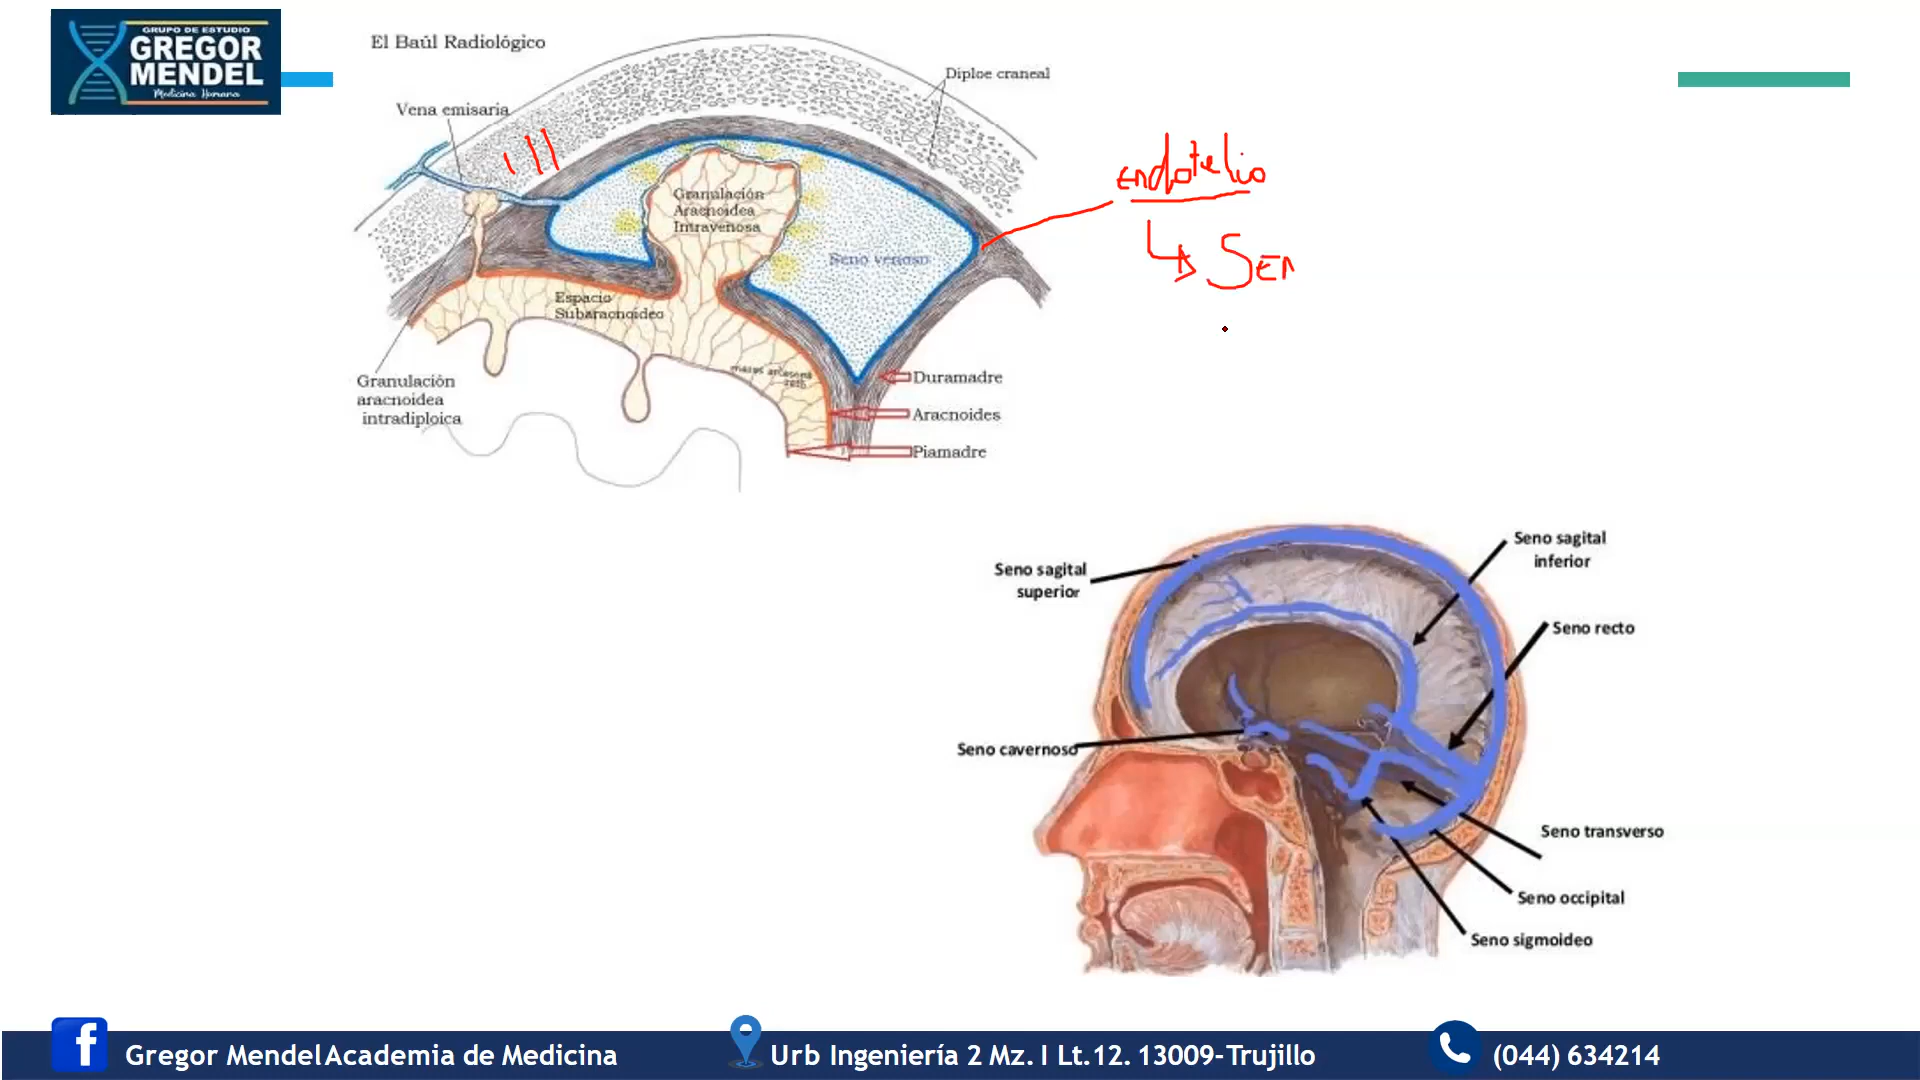 GRUPO DE ESTUDIO
GREGOR
MENDEL
Medicina Humana
El Baúl Radiológico
Diploe craneal
Vena emisaria
endotelio
Granulación
Aracnoidea
Intravenosa
Seno venoso
SEN
Espacio
Subaracnoideo
Granulación
aracnoidea
intradiploica
Duramadre
Aracnoides
Piamadre
Seno sagital
superior
Seno sagital
inferior
Seno recto
Seno cavernoso
Seno transverso
Seno occipital
Seno sigmoideo
Gregor Mendel Academia de Medicina
Urb Ingeniería 2 Mz. I Lt.12. 13009-Trujillo
(044) 634214